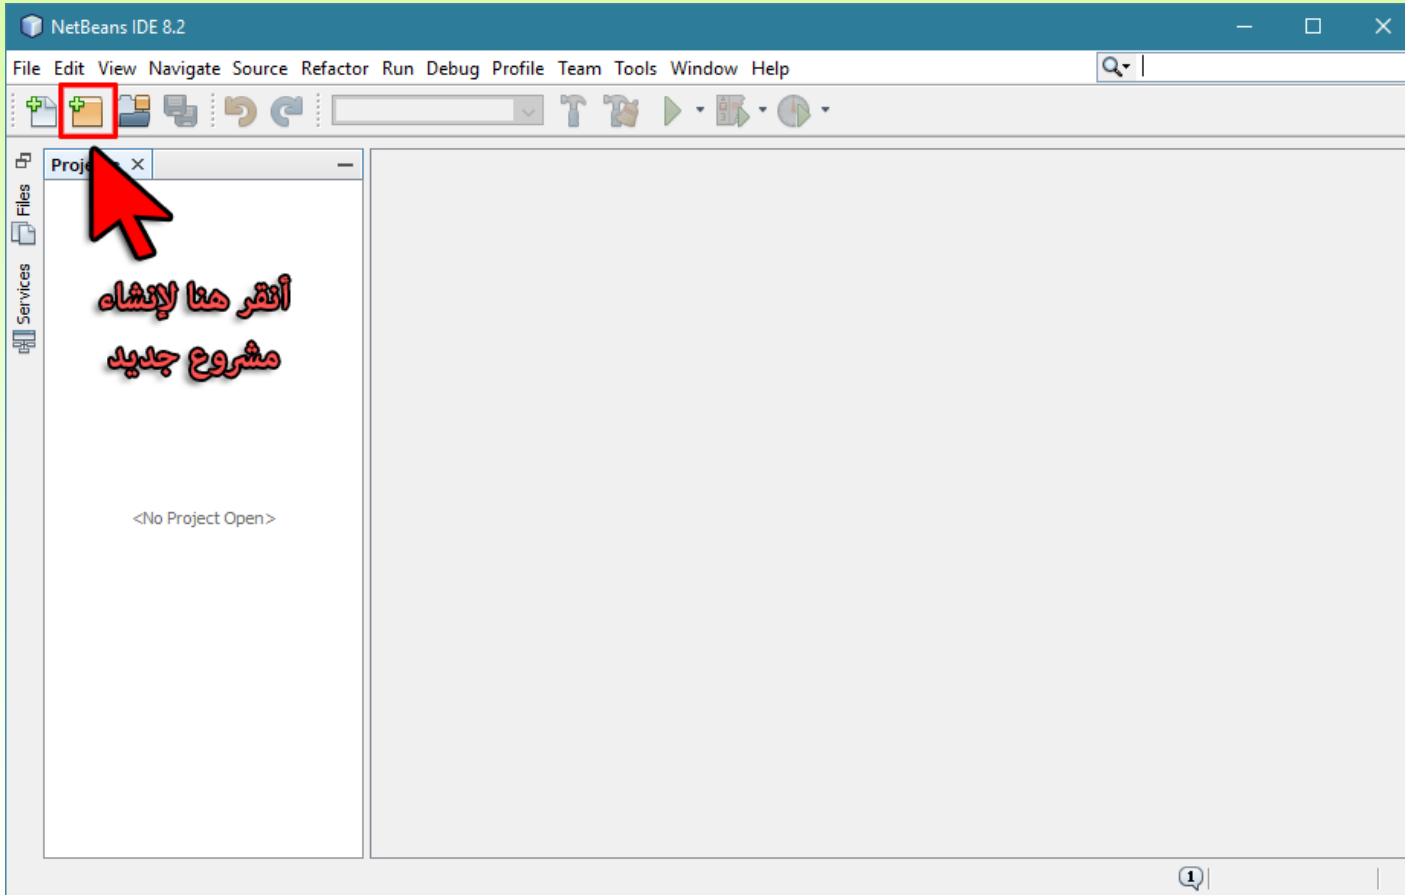 NetBeans IDE 8.2
File Edit View Navigate Source Refactor Run Debug Profile Team Tools Window Help
Files
Services
أنقر هنا لإنشاء
مشروع جديد
<No Project Open>
1